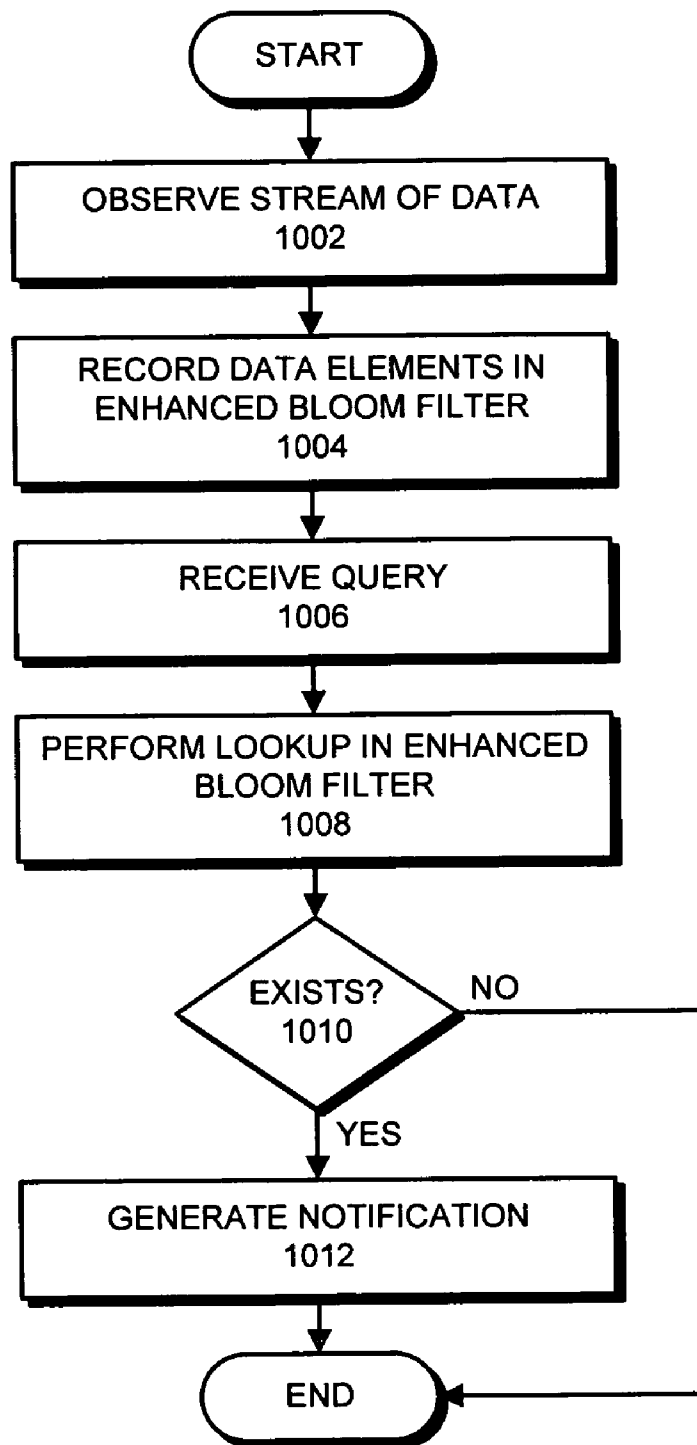 START
OBSERVE STREAM OF DATA
1002
RECORD DATA ELEMENTS IN
ENHANCED BLOOM FILTER
1004
RECEIVE QUERY
1006
PERFORM LOOKUP IN ENHANCED
BLOOM FILTER
1008
EXISTS?
1010
NO
YES
GENERATE NOTIFICATION
1012
END